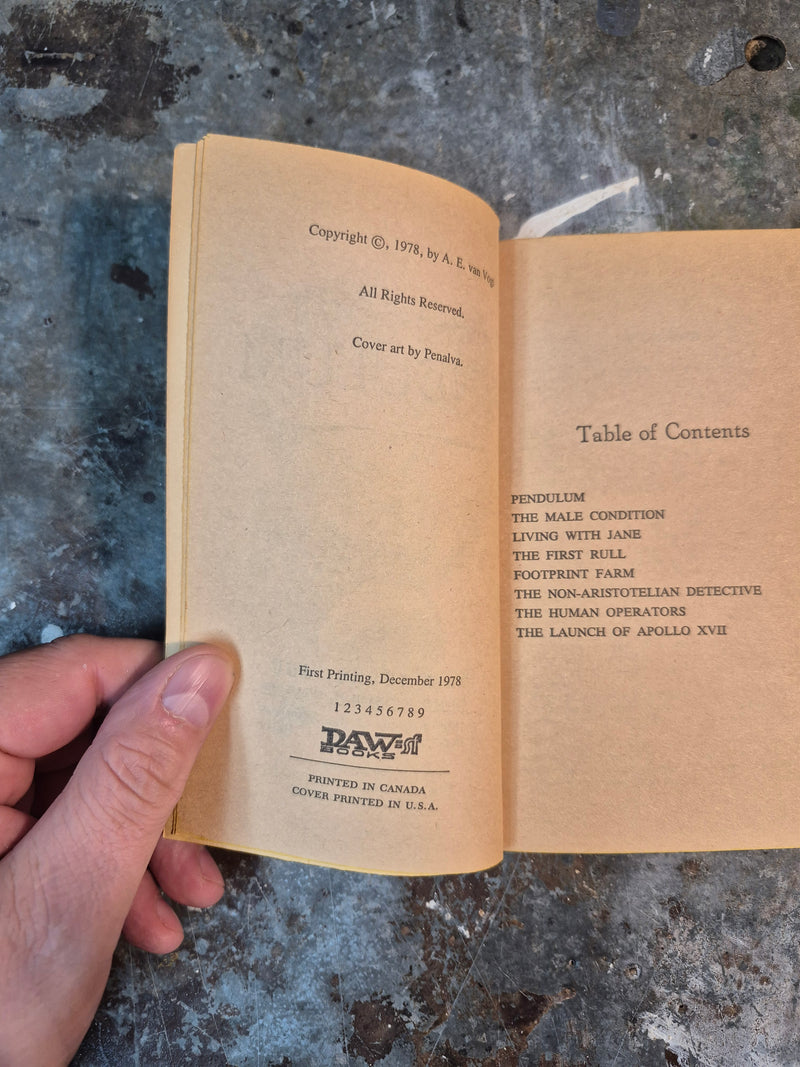 Copyright ©, 1978, by A. E. van Vogt
All Rights Reserved.
Cover art by Penalva.
First Printing, December 1978
1 2 3 4 5 6 7 8 9
DAW=sf
BOOKS
PRINTED IN CANADA
COVER PRINTED IN U.S.A.
Table of Contents
PENDULUM
THE MALE CONDITION
LIVING WITH JANE
THE FIRST RULL
FOOTPRINT FARM
THE NON-ARISTOTELIAN DETECTIVE
THE HUMAN OPERATORS
THE LAUNCH OF APOLLO XVII